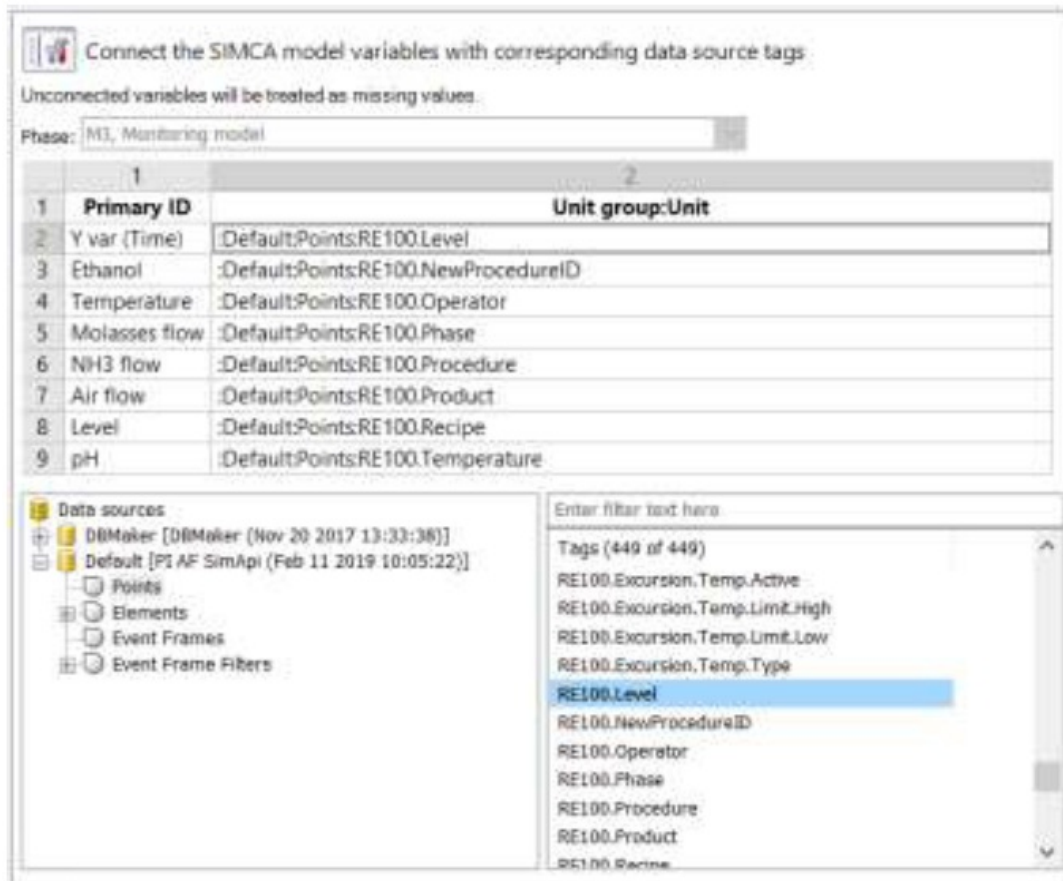 Connect the SIMCA model variables with corresponding data source tags
Unconnected variables will be treated as missing values.
Phase: M3, Monitoring model
1 2
1 Primary ID Unit group:Unit
2 Y var (Time) :Default:Points:RE100.Level
3 Ethanol :Default:Points:RE100.NewProcedureID
4 Temperature :Default:Points:RE100.Operator
5 Molasses flow :Default:Points:RE100.Phase
6 NH3 flow :Default:Points:RE100.Procedure
7 Air flow :Default:Points:RE100.Product
8 Level :Default:Points:RE100.Recipe
9 pH :Default:Points:RE100.Temperature
Data sources
DBMaker [DBMaker (Nov 20 2017 13:33:38)]
Default [PI AF SimApi (Feb 11 2019 10:05:22)]
Points
Elements
Event Frames
Event Frame Filters
Enter filter text here
Tags (449 of 449)
RE100.Excursion.Temp.Active
RE100.Excursion.Temp.Limit.High
RE100.Excursion.Temp.Limit.Low
RE100.Excursion.Temp.Type
RE100.Level
RE100.NewProcedureID
RE100.Operator
RE100.Phase
RE100.Procedure
RE100.Product
RE100.Recipe